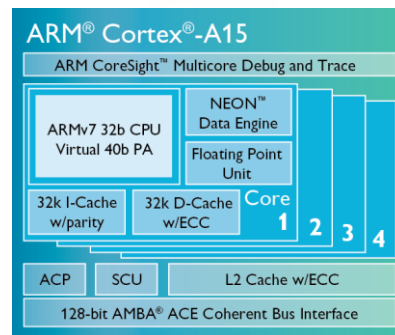 ARM® Cortex®-A15
ARM CoreSight™ Multicore Debug and Trace
ARMv7 32b CPU
Virtual 40b PA
NEON™
Data Engine
Floating Point
Unit
32k I-Cache
w/parity
32k D-Cache
w/ECC
Core
1
2
3
4
ACP
SCU
L2 Cache w/ECC
128-bit AMBA® ACE Coherent Bus Interface